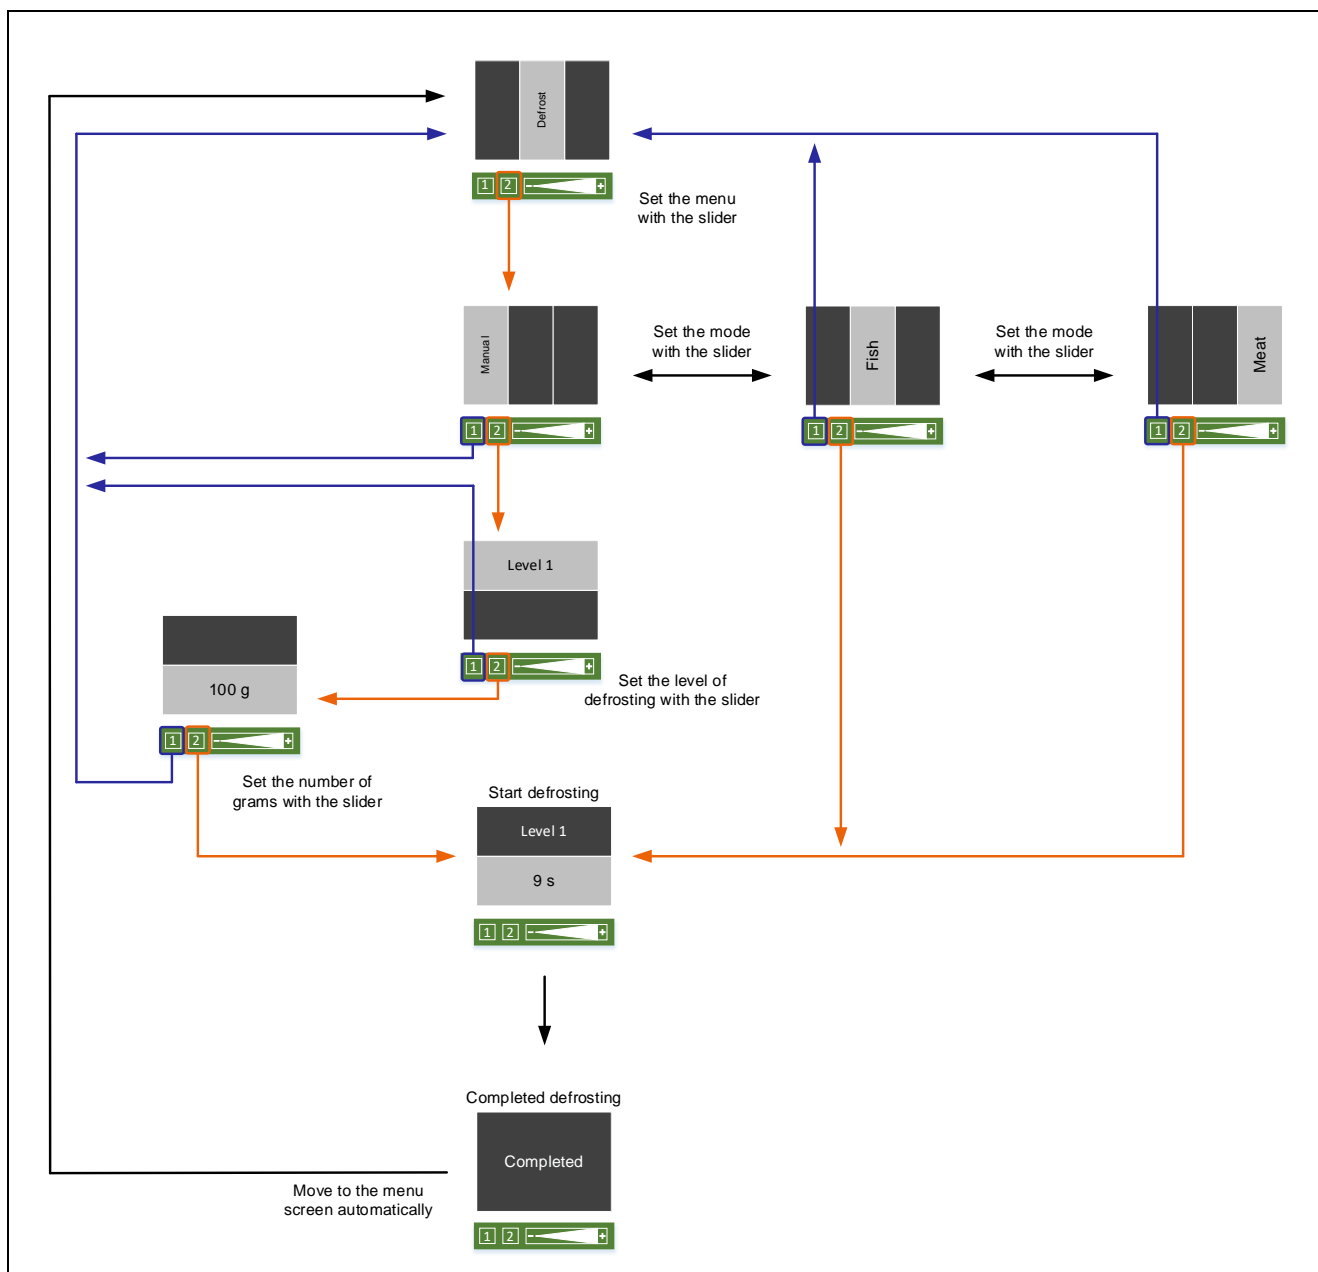 Defrost
1 2 - +
Set the menu
with the slider
Manual
Set the mode
with the slider
Fish
Set the mode
with the slider
Meat
1 2 - +
1 2 - +
1 2 - +
Level 1
1 2 - +
Set the level of
defrosting with the slider
100 g
1 2 - +
Set the number of
grams with the slider
Start defrosting
Level 1
9 s
1 2 - +
Completed defrosting
Completed
Move to the menu
screen automatically
1 2 - +